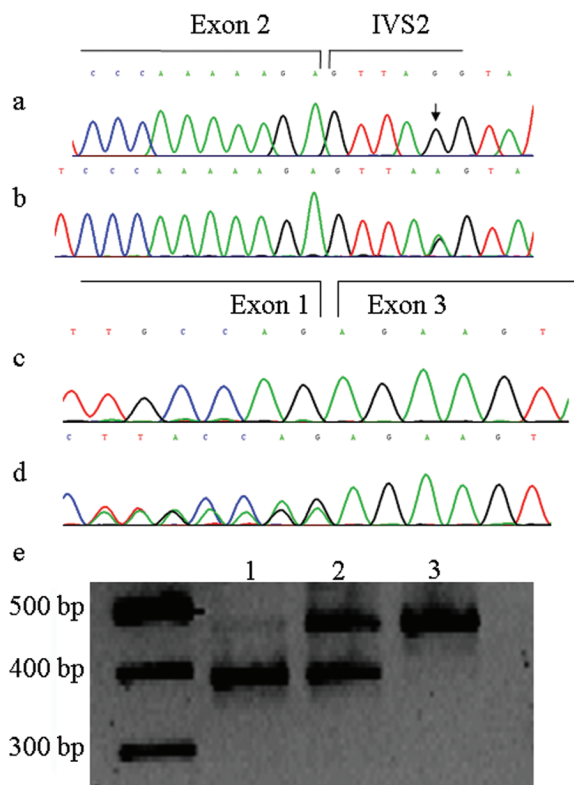 Exon 2 IVS2
C C C A A A A A G A G T T A G G T A
a
T C C C A A A A A G A G T T A A G T A
b
Exon 1 Exon 3
T T G C C A G A G A A G T
c
C T T A C C A G A G A A G T
d
e
1 2 3
500 bp
400 bp
300 bp